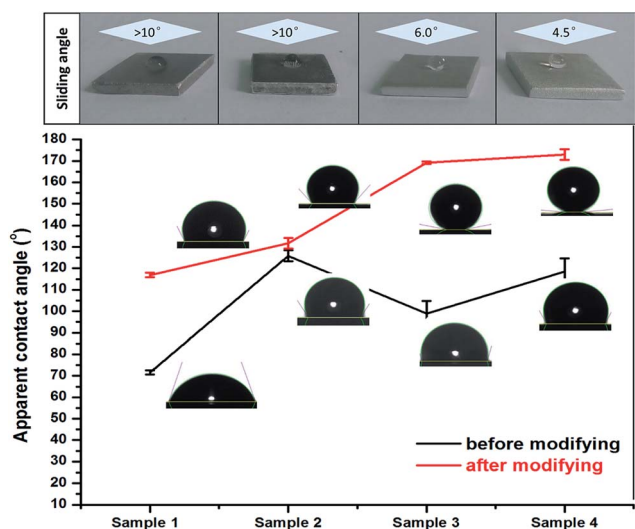 Sliding angle
>10°
>10°
6.0°
4.5°
Apparent contact angle (°)
180
170
160
150
140
130
120
110
100
90
80
70
60
50
40
30
20
10
before modifying
after modifying
Sample 1
Sample 2
Sample 3
Sample 4